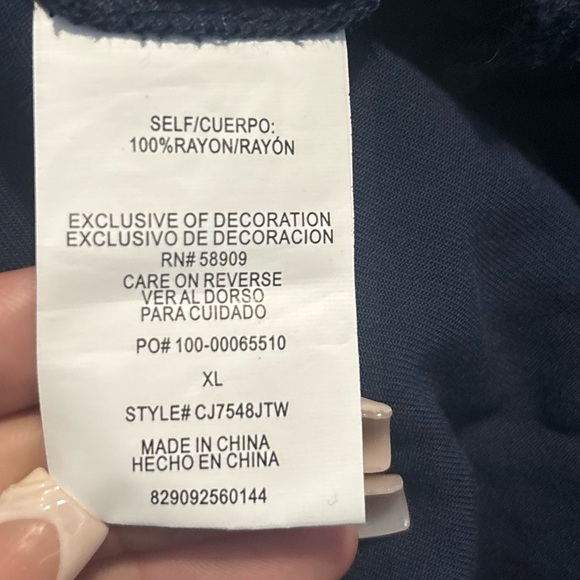 SELF/CUERPO:
100%RAYON/RAYÓN
EXCLUSIVE OF DECORATION
EXCLUSIVO DE DECORACION
RN# 58909
CARE ON REVERSE
VER AL DORSO
PARA CUIDADO
PO# 100-00065510
XL
STYLE# CJ7548JTW
MADE IN CHINA
HECHO EN CHINA
829092560144